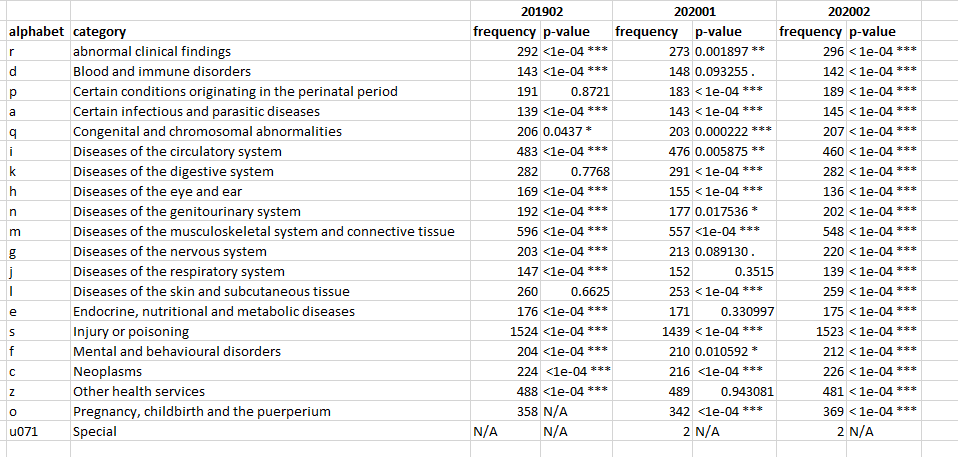 201902 202001 202002
alphabet category frequency p-value frequency p-value frequency p-value
r abnormal clinical findings 292 <1e-04 *** 273 0.001897 ** 296 < 1e-04 ***
d Blood and immune disorders 143 <1e-04 *** 148 0.093255 . 142 < 1e-04 ***
p Certain conditions originating in the perinatal period 191 0.8721 183 < 1e-04 *** 189 < 1e-04 ***
a Certain infectious and parasitic diseases 139 <1e-04 *** 143 < 1e-04 *** 145 < 1e-04 ***
q Congenital and chromosomal abnormalities 206 0.0437 * 203 0.000222 *** 207 < 1e-04 ***
i Diseases of the circulatory system 483 <1e-04 *** 476 0.005875 ** 460 < 1e-04 ***
k Diseases of the digestive system 282 0.7768 291 < 1e-04 *** 282 < 1e-04 ***
h Diseases of the eye and ear 169 <1e-04 *** 155 < 1e-04 *** 136 < 1e-04 ***
n Diseases of the genitourinary system 192 <1e-04 *** 177 0.017536 * 202 < 1e-04 ***
m Diseases of the musculoskeletal system and connective tissue 596 <1e-04 *** 557 <1e-04 *** 548 < 1e-04 ***
g Diseases of the nervous system 203 <1e-04 *** 213 0.089130 . 220 < 1e-04 ***
j Diseases of the respiratory system 147 <1e-04 *** 152 0.3515 139 < 1e-04 ***
l Diseases of the skin and subcutaneous tissue 260 0.6625 253 < 1e-04 *** 259 < 1e-04 ***
e Endocrine, nutritional and metabolic diseases 176 <1e-04 *** 171 0.330997 175 < 1e-04 ***
s Injury or poisoning 1524 <1e-04 *** 1439 < 1e-04 *** 1523 < 1e-04 ***
f Mental and behavioural disorders 204 <1e-04 *** 210 0.010592 * 212 < 1e-04 ***
c Neoplasms 224 <1e-04 *** 216 <1e-04 *** 226 < 1e-04 ***
z Other health services 488 <1e-04 *** 489 0.943081 481 < 1e-04 ***
o Pregnancy, childbirth and the puerperium 358 N/A 342 <1e-04 *** 369 < 1e-04 ***
u071 Special N/A N/A 2 N/A 2 N/A